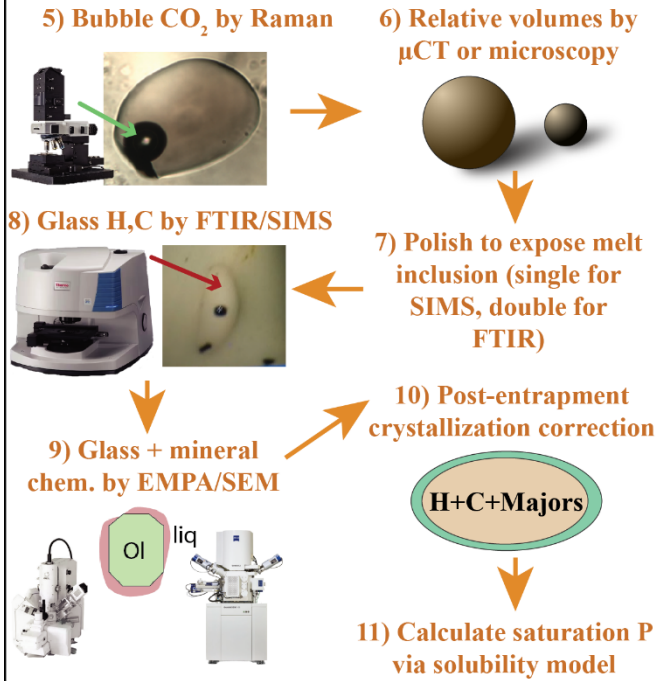 5) Bubble CO₂ by Raman
6) Relative volumes by
μCT or microscopy
8) Glass H,C by FTIR/SIMS
7) Polish to expose melt
inclusion (single for
SIMS, double for
FTIR)
9) Glass + mineral
chem. by EMPA/SEM
Ol
liq
10) Post-entrapment
crystallization correction
H+C+Majors
11) Calculate saturation P
via solubility model